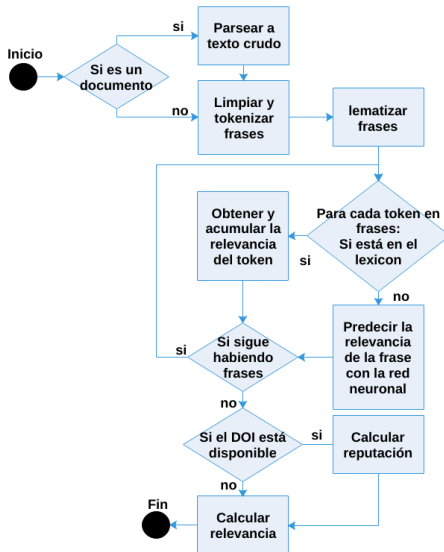 Inicio
Si es un
documento
si
no
Parsear a
texto crudo
Limpiar y
tokenizar
frases
lematizar
frases
Para cada token en
frases:
Si está en el
lexicon
si
no
Obtener y
acumular la
relevancia
del token
Predecir la
relevancia
de la frase
con la red
neuronal
Si sigue
habiendo
frases
si
no
Si el DOI está
disponible
si
no
Calcular
reputación
Calcular
relevancia
Fin